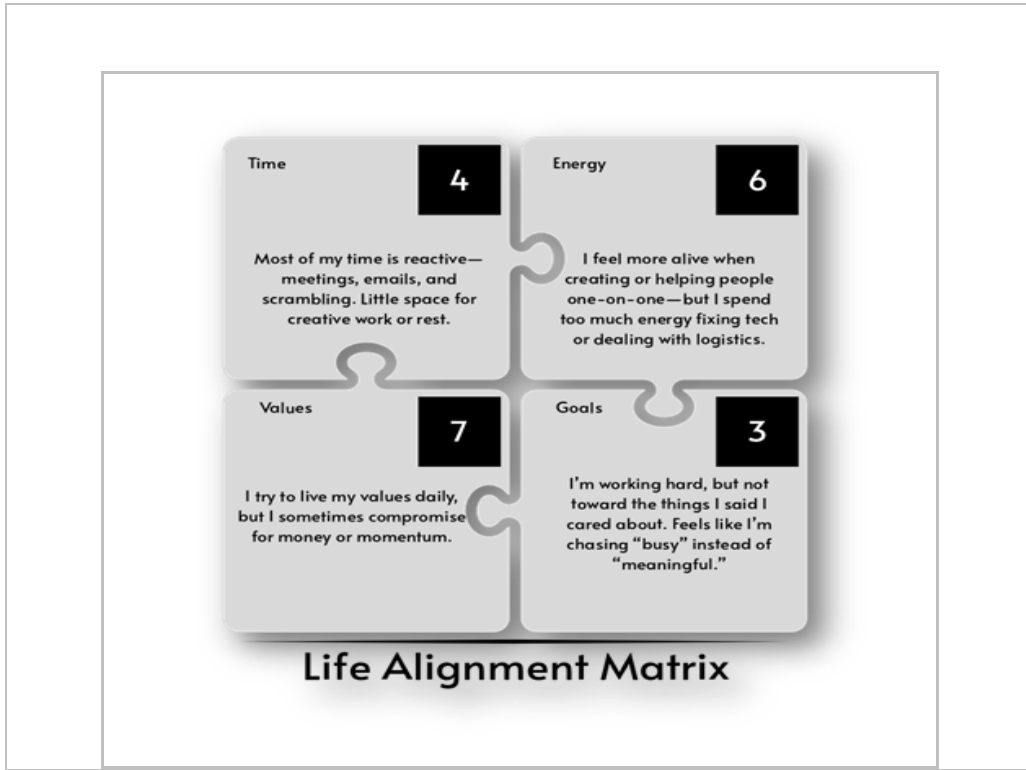 Time
4
Most of my time is reactive—
meetings, emails, and
scrambling. Little space for
creative work or rest.
Energy
6
I feel more alive when
creating or helping people
one-on-one—but I spend
too much energy fixing tech
or dealing with logistics.
Values
7
I try to live my values daily,
but I sometimes compromise
for money or momentum.
Goals
3
I’m working hard, but not
toward the things I said I
cared about. Feels like I’m
chasing “busy” instead of
“meaningful.”
Life Alignment Matrix